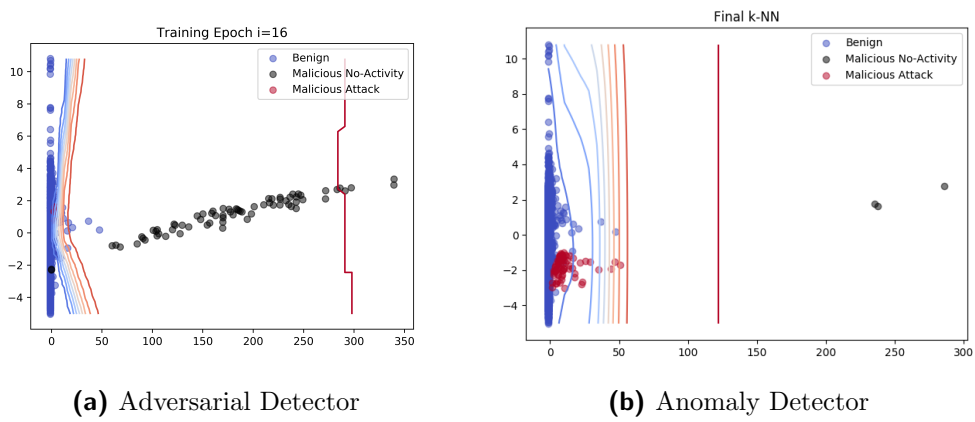 Training Epoch i=16
Benign
Malicious No-Activity
Malicious Attack
10
8
6
4
2
0
−2
−4
0 50 100 150 200 250 300 350
(a) Adversarial Detector
Final k-NN
Benign
Malicious No-Activity
Malicious Attack
10
8
6
4
2
0
−2
−4
0 50 100 150 200 250 300
(b) Anomaly Detector